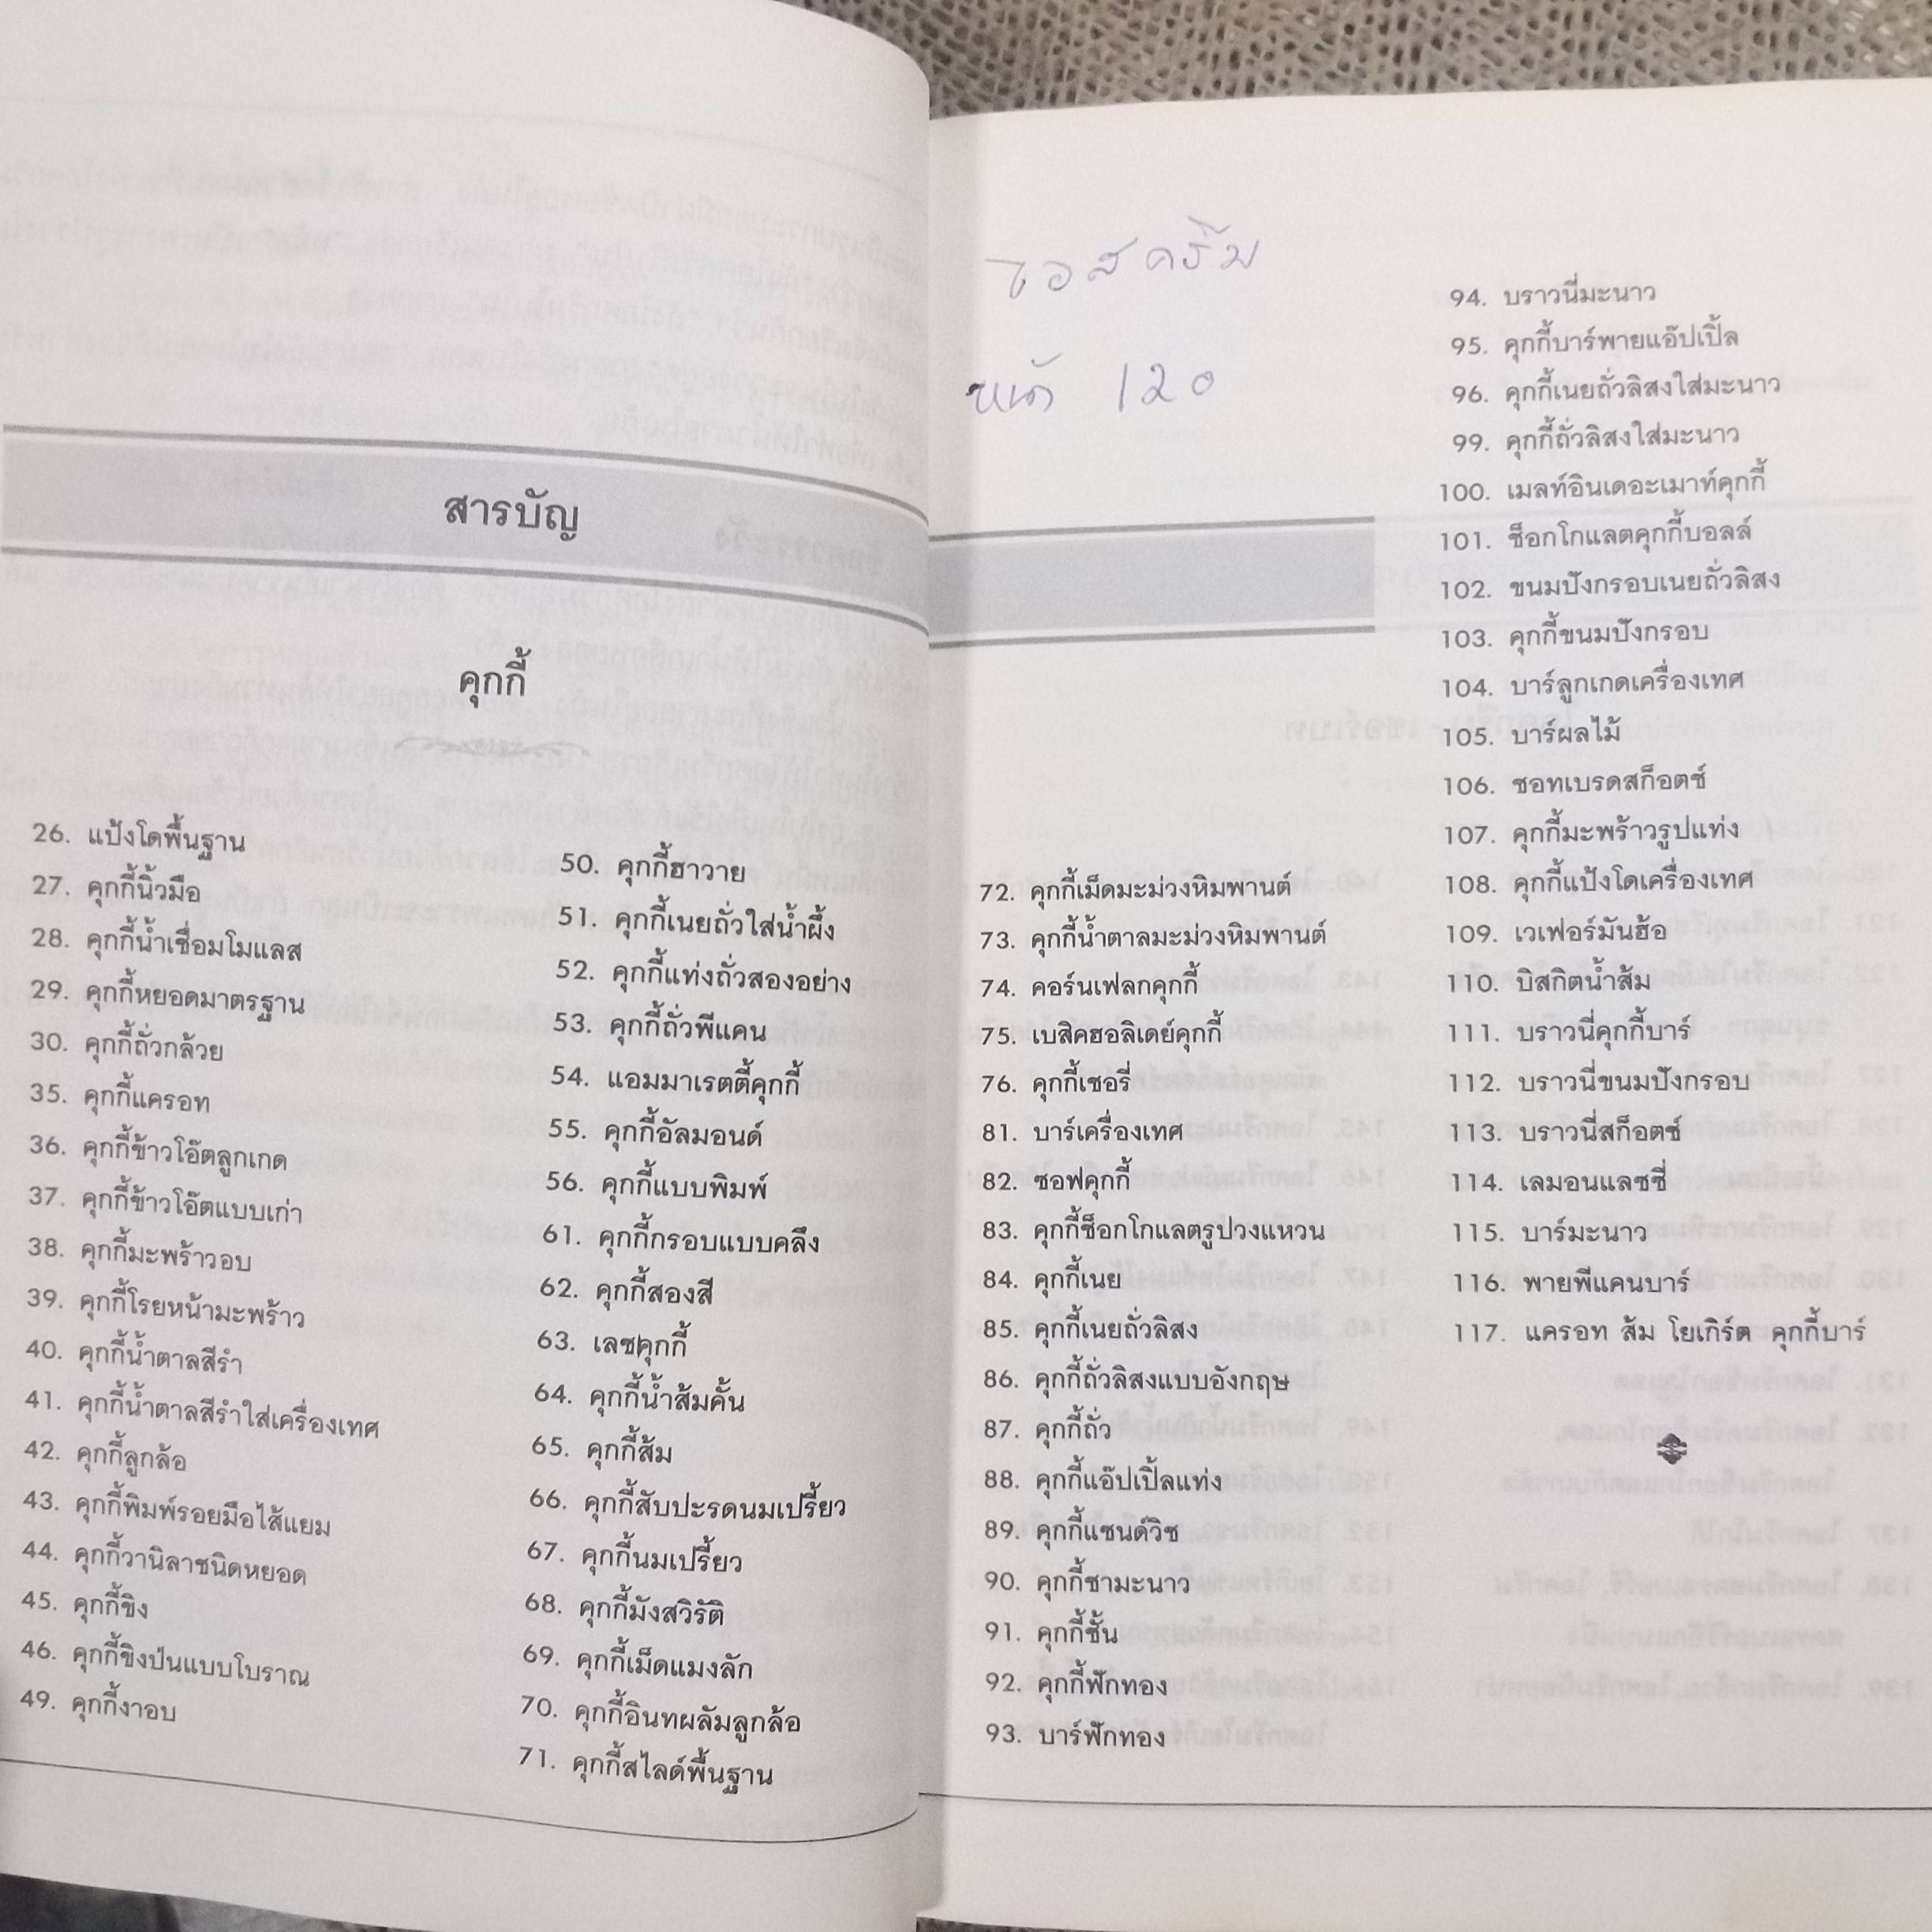 สารบัญ
คุกกี้
26. แป้งโดพื้นฐาน
27. คุกกี้นิ้วมือ
28. คุกกี้น้ำเชื่อมโมแลส
29. คุกกี้หยอดมาตรฐาน
30. คุกกี้ถั่วกล้วย
35. คุกกี้แครอท
36. คุกกี้ข้าวโอ๊ตลูกเกด
37. คุกกี้ข้าวโอ๊ตแบบเก่า
38. คุกกี้มะพร้าวอบ
39. คุกกี้โรยหน้ามะพร้าว
40. คุกกี้น้ำตาลสีรำ
41. คุกกี้น้ำตาลสีรำใส่เครื่องเทศ
42. คุกกี้ลูกล้อ
43. คุกกี้พิมพ์รอยมือไส้แยม
44. คุกกี้วานิลาชนิดหยอด
45. คุกกี้ขิง
46. คุกกี้ขิงป่นแบบโบราณ
49. คุกกี้งาอบ
50. คุกกี้ฮาวาย
51. คุกกี้เนยถั่วใส่น้ำผึ้ง
52. คุกกี้แท่งถั่วสองอย่าง
53. คุกกี้ถั่วพีแคน
54. แอมมาเรตตี้คุกกี้
55. คุกกี้อัลมอนด์
56. คุกกี้แบบพิมพ์
61. คุกกี้กรอบแบบคลึง
62. คุกกี้สองสี
63. เลซคุกกี้
64. คุกกี้น้ำส้มคั้น
65. คุกกี้ส้ม
66. คุกกี้สับปะรดนมเปรี้ยว
67. คุกกี้นมเปรี้ยว
68. คุกกี้มังสวิรัติ
69. คุกกี้เม็ดแมงลัก
70. คุกกี้อินทผลัมลูกล้อ
71. คุกกี้สไลด์พื้นฐาน
ไอสครีม
หน้า 120
72. คุกกี้เม็ดมะม่วงหิมพานต์
73. คุกกี้น้ำตาลมะม่วงหิมพานต์
74. คอร์นเฟลกคุกกี้
75. เบสิคฮอลิเดย์คุกกี้
76. คุกกี้เชอรี่
81. บาร์เครื่องเทศ
82. ซอฟคุกกี้
83. คุกกี้ช็อกโกแลตรูปวงแหวน
84. คุกกี้เนย
85. คุกกี้เนยถั่วลิสง
86. คุกกี้ถั่วลิสงแบบอังกฤษ
87. คุกกี้ถั่ว
88. คุกกี้แอ๊ปเปิ้ลแท่ง
89. คุกกี้แซนด์วิช
90. คุกกี้ชามะนาว
91. คุกกี้ชั้น
92. คุกกี้ฟักทอง
93. บาร์ฟักทอง
94. บราวนี่มะนาว
95. คุกกี้บาร์พายแอ๊ปเปิ้ล
96. คุกกี้เนยถั่วลิสงใส่มะนาว
99. คุกกี้ถั่วลิสงใส่มะนาว
100. เมลท์อินเดอะเมาท์คุกกี้
101. ช็อกโกแลตคุกกี้บอลล์
102. ขนมปังกรอบเนยถั่วลิสง
103. คุกกี้ขนมปังกรอบ
104. บาร์ลูกเกดเครื่องเทศ
105. บาร์ผลไม้
106. ชอทเบรดสก็อตช์
107. คุกกี้มะพร้าวรูปแท่ง
108. คุกกี้แป้งโดเครื่องเทศ
109. เวเฟอร์มันฮ้อ
110. บิสกิตน้ำส้ม
111. บราวนี่คุกกี้บาร์
112. บราวนี่ขนมปังกรอบ
113. บราวนี่สก็อตช์
114. เลมอนแลซซี่
115. บาร์มะนาว
116. พายพีแคนบาร์
117. แครอท ส้ม โยเกิร์ต คุกกี้บาร์